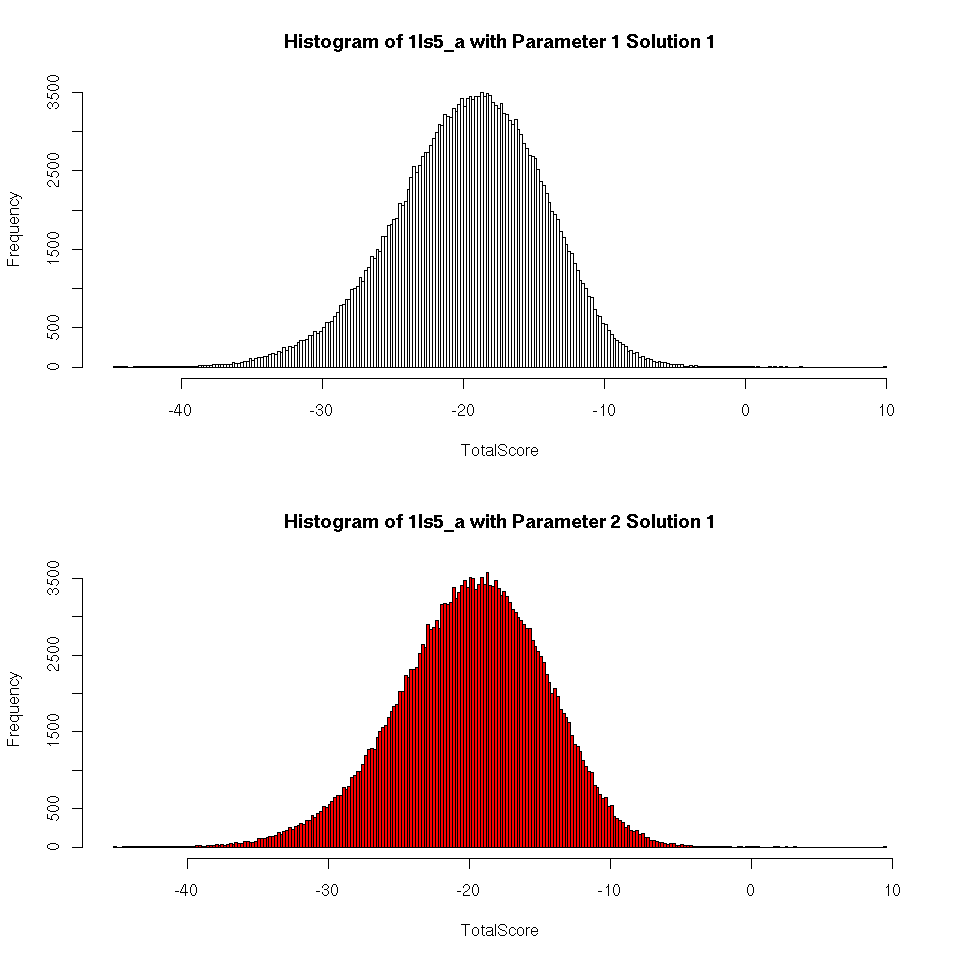 Histogram of 1ls5_a with Parameter 1 Solution 1
3500
2500
1500
500
0
Frequency
-40 -30 -20 -10 0 10
TotalScore
Histogram of 1ls5_a with Parameter 2 Solution 1
3500
2500
1500
500
0
Frequency
-40 -30 -20 -10 0 10
TotalScore